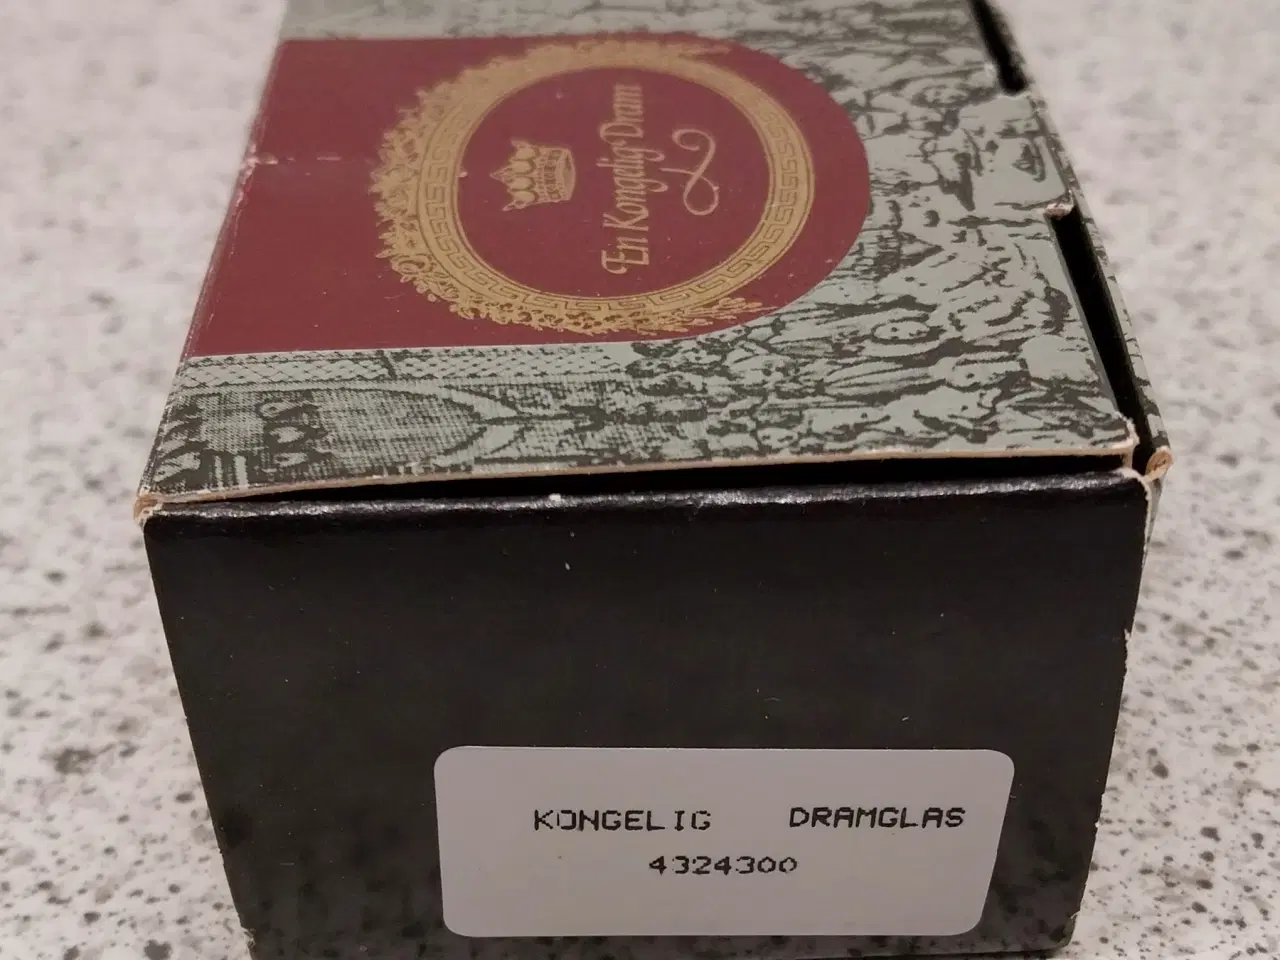 En Kongelig Dram
KONGELIG DRAMGLAS
4324300